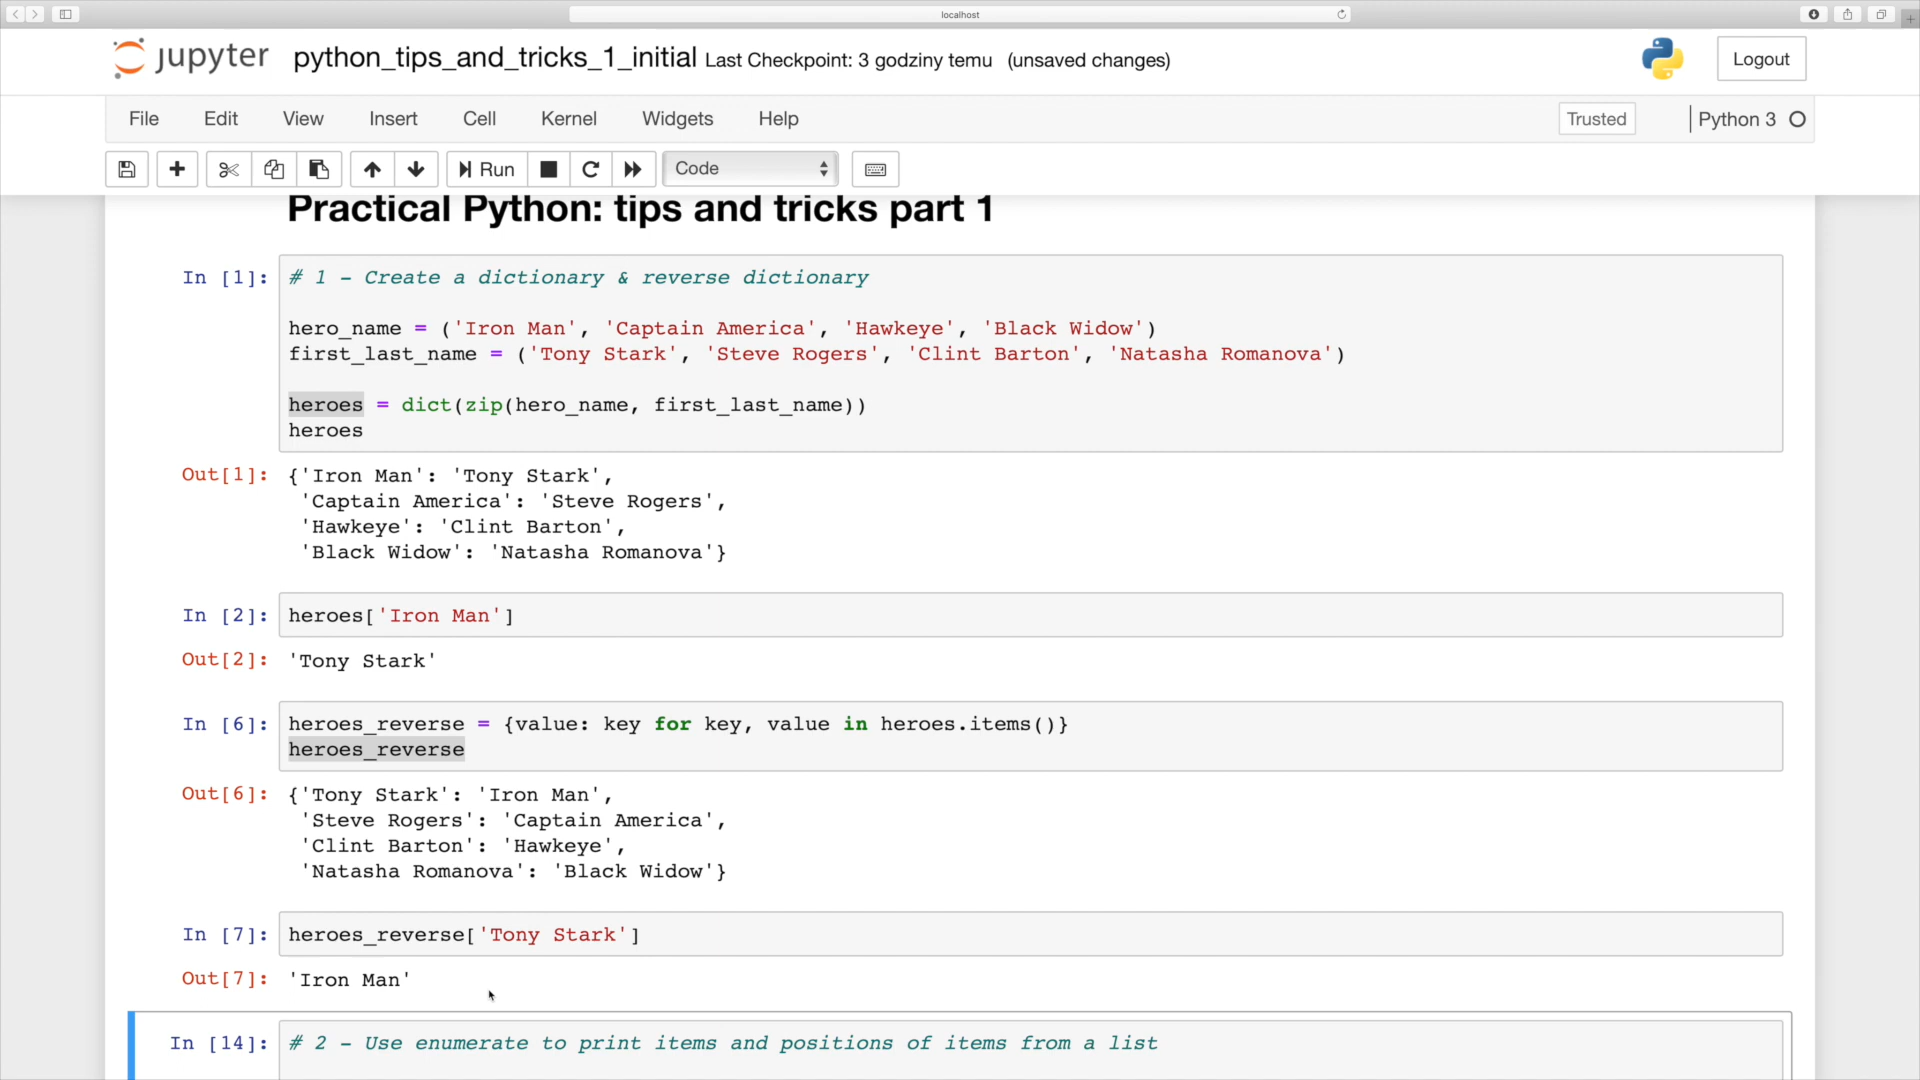 localhost
jupyter python_tips_and_tricks_1_initial Last Checkpoint: 3 godziny temu (unsaved changes) Logout
File Edit View Insert Cell Kernel Widgets Help Trusted Python 3
Run Code
Practical Python: tips and tricks part 1
In [1]: # 1 - Create a dictionary & reverse dictionary
hero_name = ('Iron Man', 'Captain America', 'Hawkeye', 'Black Widow')
first_last_name = ('Tony Stark', 'Steve Rogers', 'Clint Barton', 'Natasha Romanova')
heroes = dict(zip(hero_name, first_last_name))
heroes
Out[1]: {'Iron Man': 'Tony Stark',
'Captain America': 'Steve Rogers',
'Hawkeye': 'Clint Barton',
'Black Widow': 'Natasha Romanova'}
In [2]: heroes['Iron Man']
Out[2]: 'Tony Stark'
In [6]: heroes_reverse = {value: key for key, value in heroes.items()}
heroes_reverse
Out[6]: {'Tony Stark': 'Iron Man',
'Steve Rogers': 'Captain America',
'Clint Barton': 'Hawkeye',
'Natasha Romanova': 'Black Widow'}
In [7]: heroes_reverse['Tony Stark']
Out[7]: 'Iron Man'
In [14]: # 2 - Use enumerate to print items and positions of items from a list